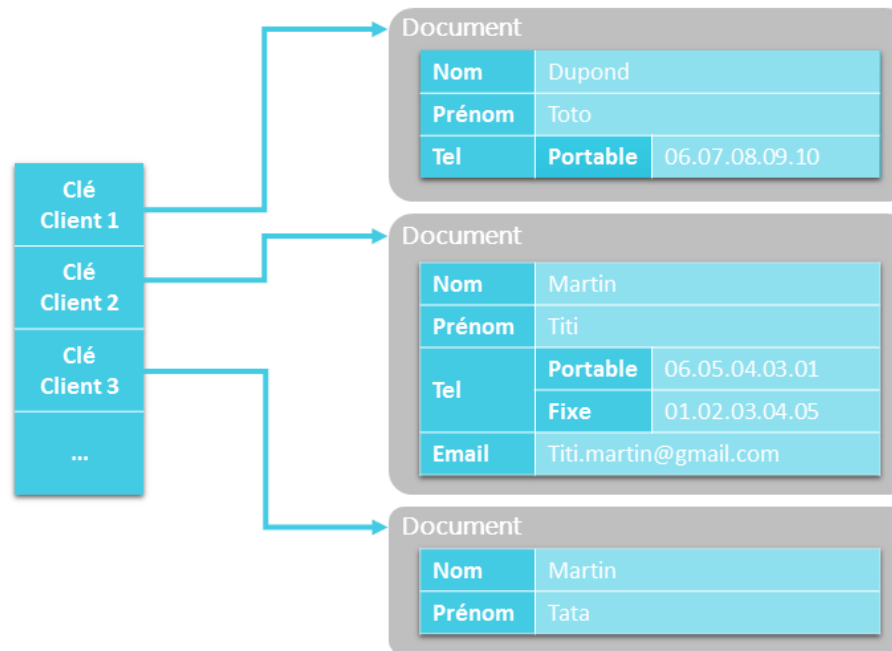 Clé
Client 1
Clé
Client 2
Clé
Client 3
...
Document
Nom Dupond
Prénom Toto
Tel Portable 06.07.08.09.10
Document
Nom Martin
Prénom Titi
Tel
Portable 06.05.04.03.01
Fixe 01.02.03.04.05
Email Titi.martin@gmail.com
Document
Nom Martin
Prénom Tata